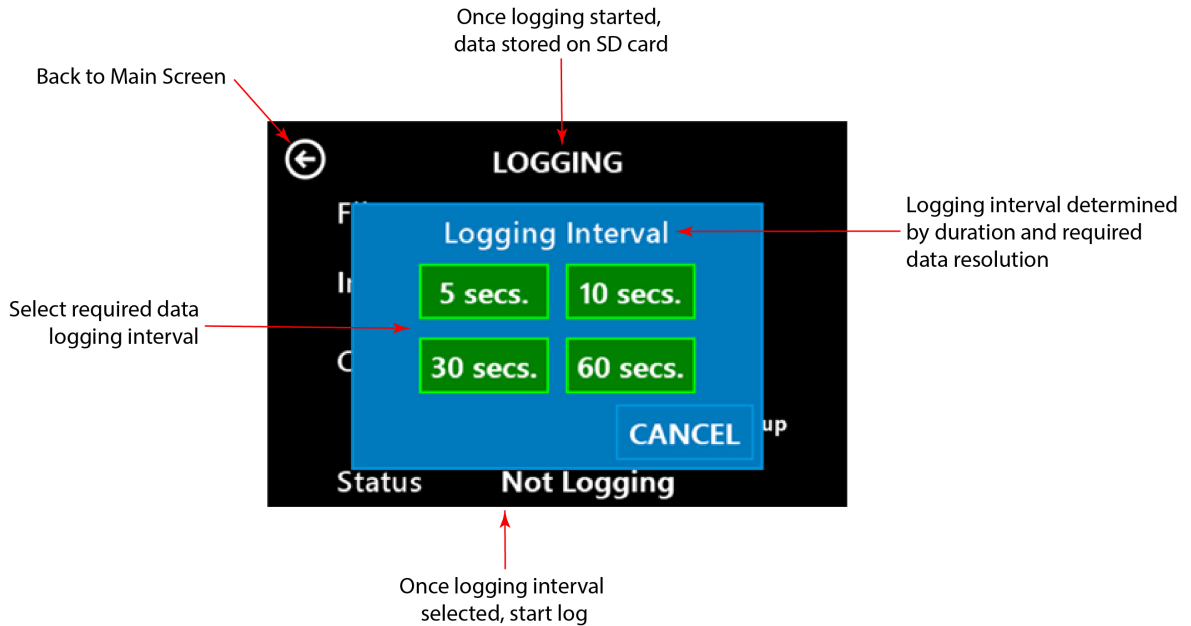 Once logging started,
data stored on SD card
Back to Main Screen
LOGGING
Logging Interval
Logging interval determined
by duration and required
data resolution
5 secs. 10 secs.
Select required data
logging interval
30 secs. 60 secs.
CANCEL
up
Status Not Logging
Once logging interval
selected, start log